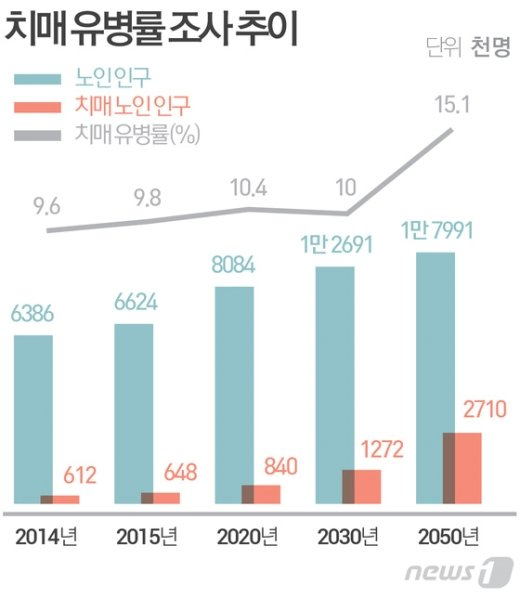 치매 유병률 조사 추이
단위 천명
노인 인구
치매 노인 인구
치매 유병률(%)
15.1
9.6
9.8
10.4
10
6386
6624
8084
1만 2691
1만 7991
612
648
840
1272
2710
2014년
2015년
2020년
2030년
2050년
news1